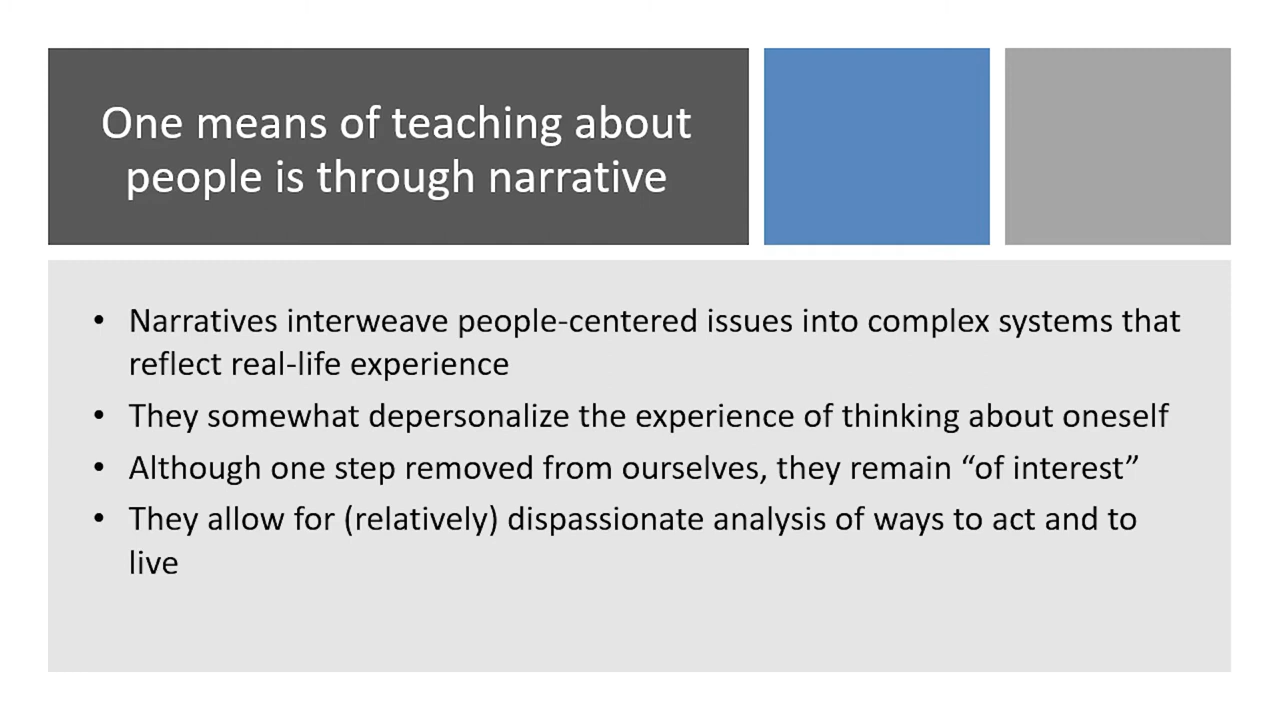 One means of teaching about
people is through narrative
• Narratives interweave people-centered issues into complex systems that
reflect real-life experience
• They somewhat depersonalize the experience of thinking about oneself
• Although one step removed from ourselves, they remain “of interest”
• They allow for (relatively) dispassionate analysis of ways to act and to
live